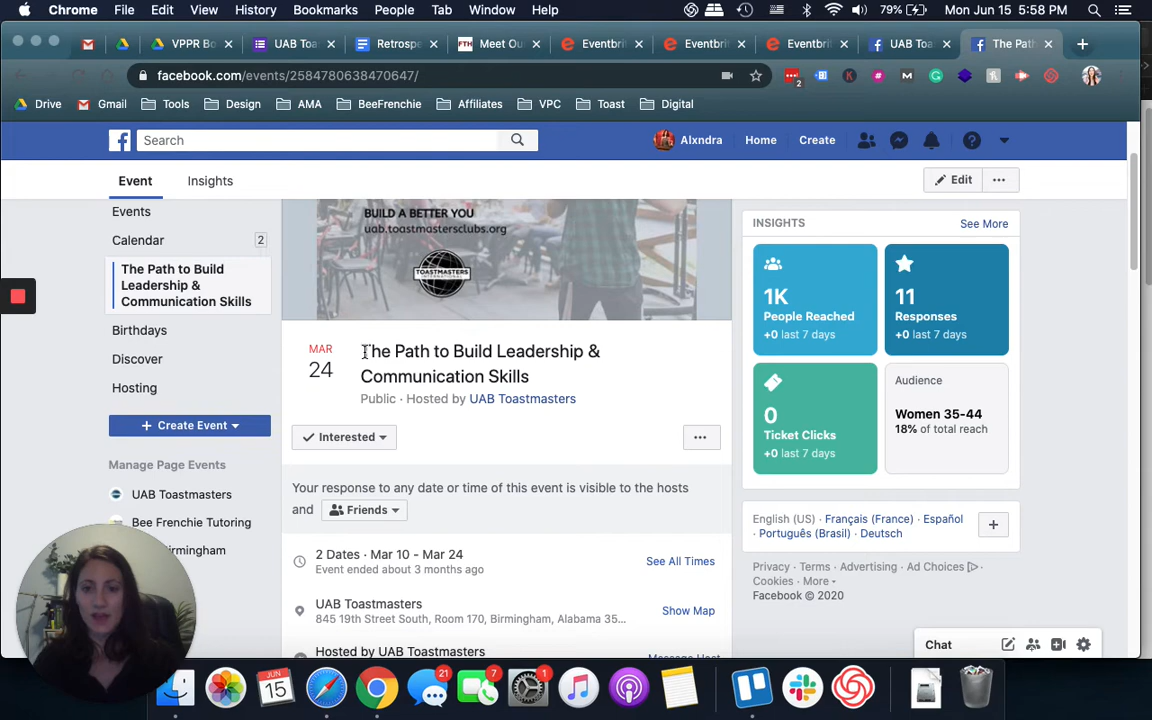 Chrome File Edit View History Bookmarks People Tab Window Help 79% Mon Jun 15 5:58 PM
VPPR Bo UAB Toa Retrosp Meet Ou Eventbri Eventbri Eventbri UAB Toa The Pat
facebook.com/events/2584780638470647/
Drive Gmail Tools Design AMA BeeFrenchie Affiliates VPC Toast Digital
Search Alxndra Home Create
Event Insights Edit
Events
Calendar 2
The Path to Build
Leadership &
Communication Skills
Birthdays
Discover
Hosting
Create Event
Manage Page Events
UAB Toastmasters
Bee Frenchie Tutoring
irmingham
BUILD A BETTER YOU
uab.toastmastersclubs.org
TOASTMASTERS
INTERNATIONAL
MAR
24
The Path to Build Leadership &
Communication Skills
Public · Hosted by UAB Toastmasters
Interested
Your response to any date or time of this event is visible to the hosts
and Friends
2 Dates · Mar 10 - Mar 24
Event ended about 3 months ago
See All Times
UAB Toastmasters
845 19th Street South, Room 170, Birmingham, Alabama 35...
Show Map
Hosted by UAB Toastmasters
Message Host
INSIGHTS See More
1K
People Reached
+0 last 7 days
11
Responses
+0 last 7 days
0
Ticket Clicks
+0 last 7 days
Audience
Women 35-44
18% of total reach
English (US) · Français (France) · Español
· Português (Brasil) · Deutsch
Privacy · Terms · Advertising · Ad Choices ·
Cookies · More
Facebook © 2020
Chat
21 7 1
JUN
15